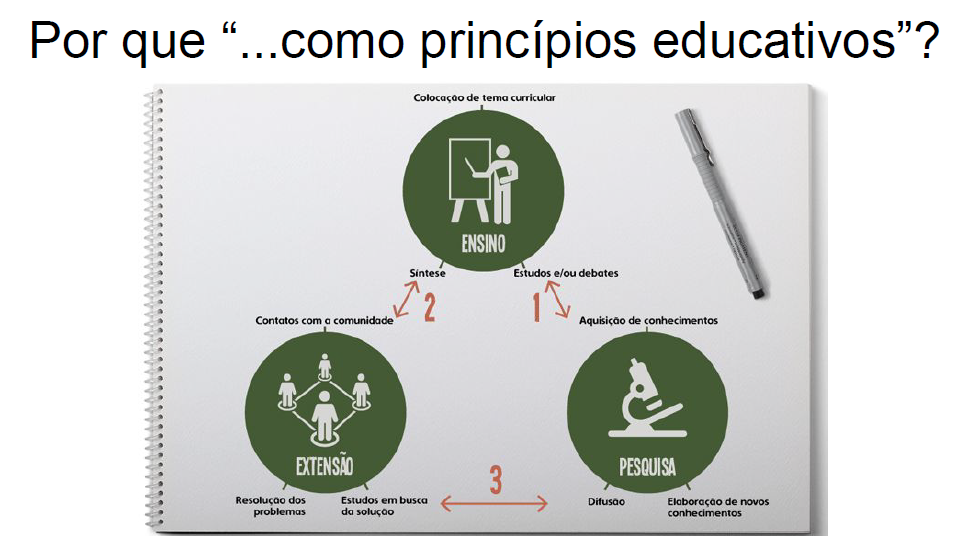 Por que “...como princípios educativos”?
Colocação de tema curricular
ENSINO
Síntese
Estudos e/ou debates
2
1
Contatos com a comunidade
Aquisição de conhecimentos
EXTENSÃO
PESQUISA
3
Resolução dos
problemas
Estudos em busca
da solução
Difusão
Elaboração de novos
conhecimentos